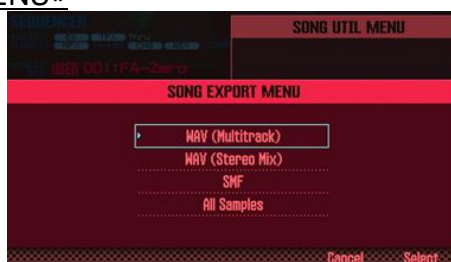 ENU»
SEQUENCER
SONG UTIL MENU
USER 001:FA-Zero
SONG EXPORT MENU
WAV (Multitrack)
WAV (Stereo Mix)
SMF
All Samples
Cancel Select